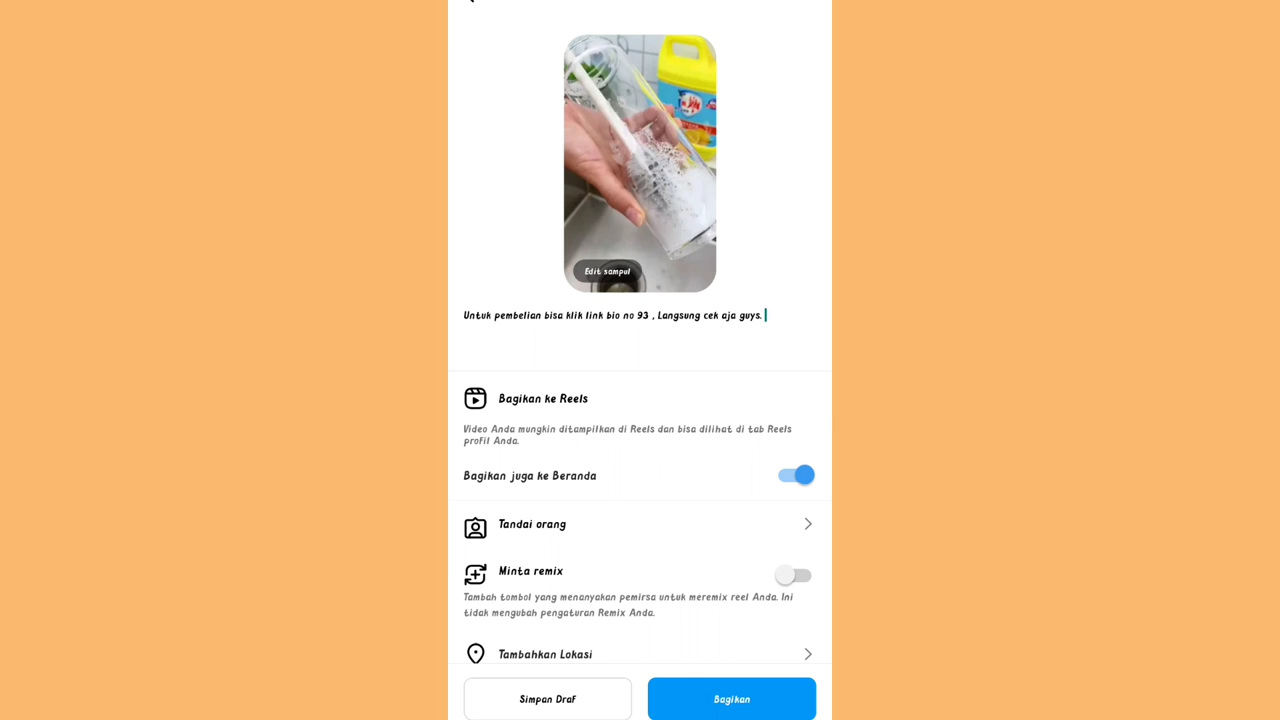 Edit sampul
Untuk pembelian bisa klik link bio no 93 , Langsung cek aja guys.
Bagikan ke Reels
Video Anda mungkin ditampilkan di Reels dan bisa dilihat di tab Reels
profil Anda.
Bagikan juga ke Beranda
Tandai orang
Minta remix
Tambah tombol yang menanyakan pemirsa untuk meremix reel Anda. Ini
tidak mengubah pengaturan Remix Anda.
Tambahkan Lokasi
Simpan Draf
Bagikan